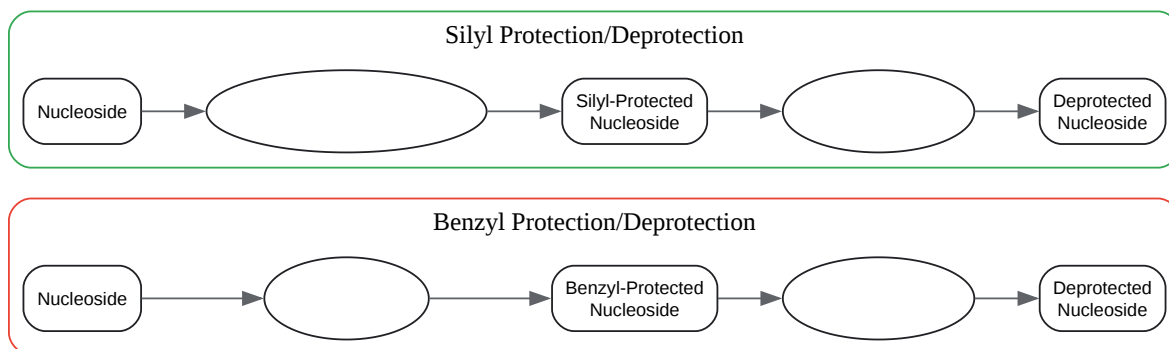 Silyl Protection/Deprotection
Nucleoside
Silyl-Protected
Nucleoside
Deprotected
Nucleoside
Benzyl Protection/Deprotection
Nucleoside
Benzyl-Protected
Nucleoside
Deprotected
Nucleoside